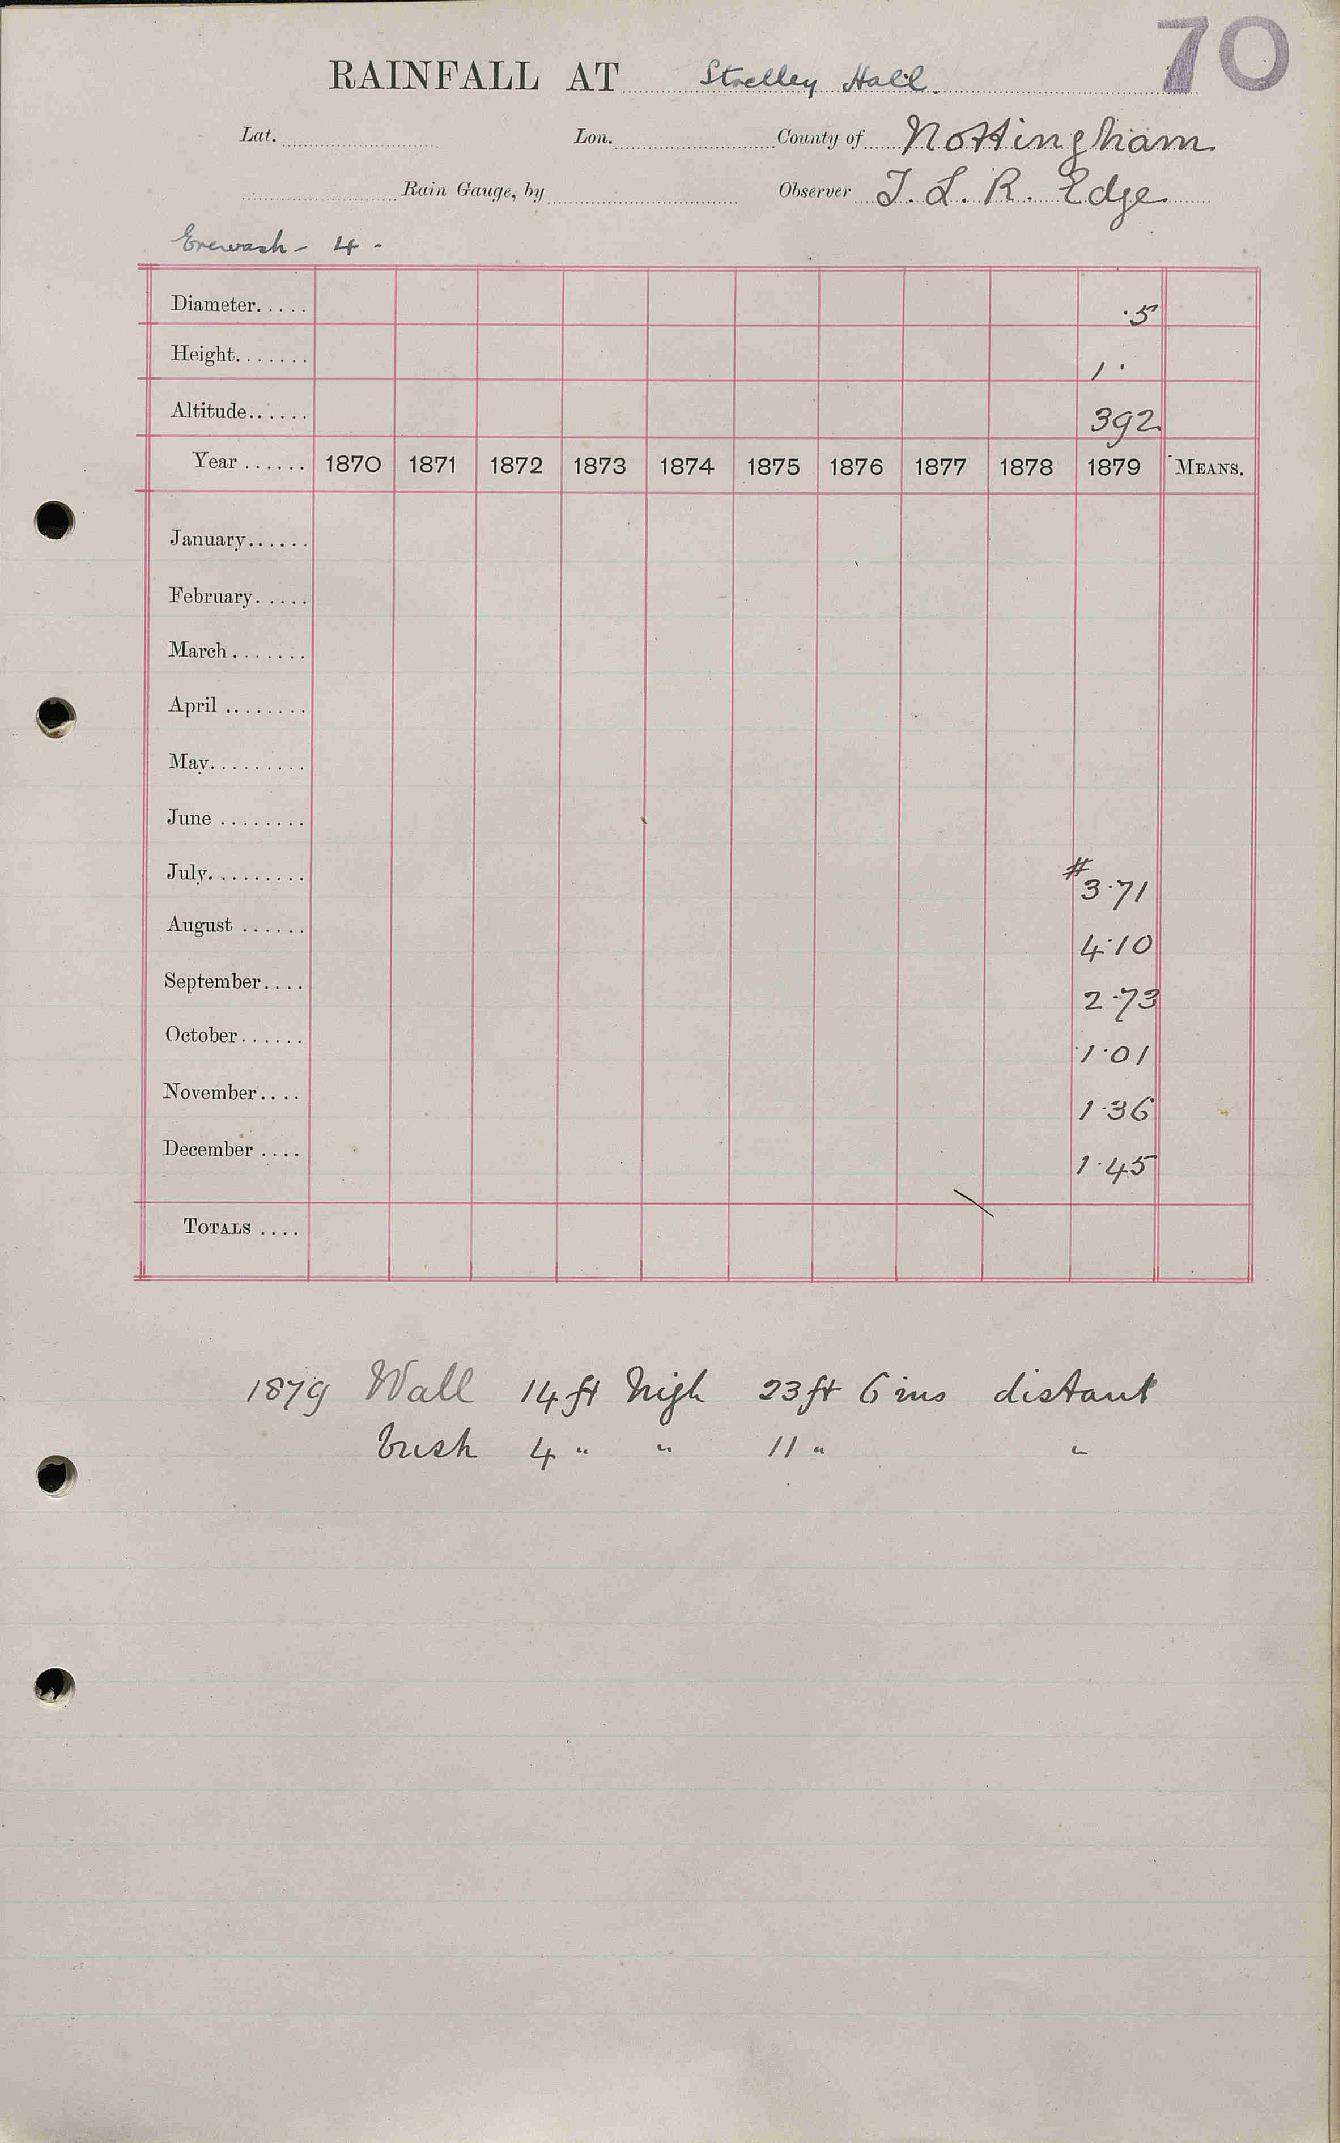 70
RAINFALL AT Strelley Hall.
Lat. Lon. County of Nottingham
Rain Gauge, by Observer T. L. R. Edge
Erewash - 4 -
Diameter..... ·5
Height....... 1 ·
Altitude...... 392
Year ...... 1870 1871 1872 1873 1874 1875 1876 1877 1878 1879 MEANS.
January......
February.....
March.......
April ........
May.........
June ........
July......... # 3·71
August ...... 4·10
September.... 2·73
October...... 1·01
November.... 1·36
December .... 1·45
TOTALS ....
1879 Wall 14 ft high 23 ft 6 ins distant
bush 4 " " 11 " "